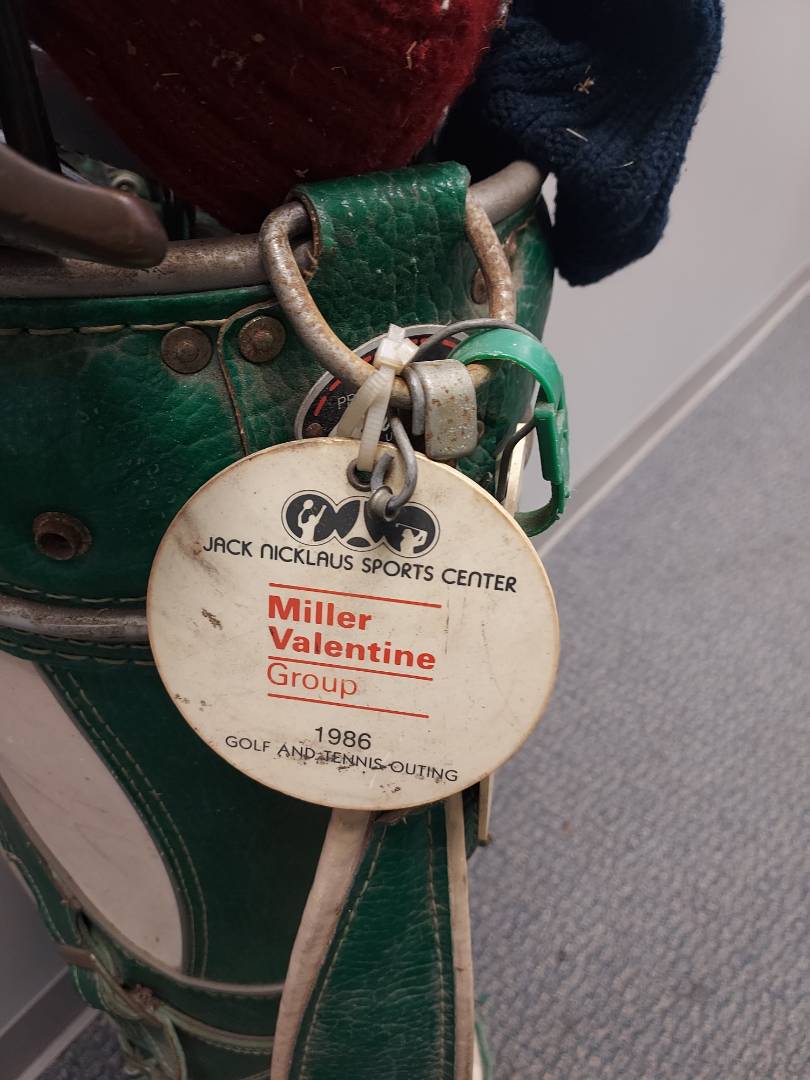 JACK NICKLAUS SPORTS CENTER
Miller
Valentine
Group
1986
GOLF AND TENNIS OUTING